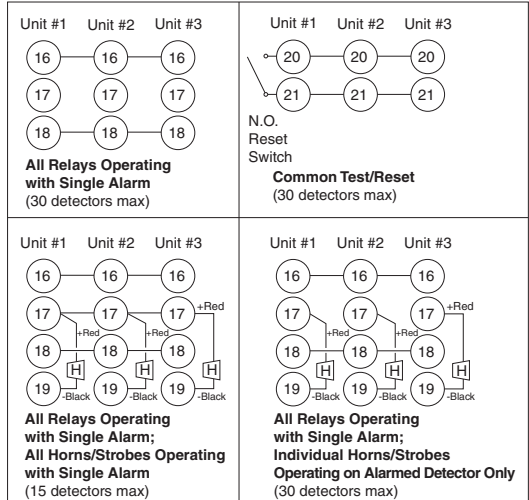 Unit #1 Unit #2 Unit #3
16 16 16
17 17 17
18 18 18
All Relays Operating
with Single Alarm
(30 detectors max)
Unit #1 Unit #2 Unit #3
20 20 20
21 21 21
N.O.
Reset
Switch
Common Test/Reset
(30 detectors max)
Unit #1 Unit #2 Unit #3
16 16 16
+Red
17 17 17
+Red +Red
18 18 18
H H H
19 19 19
-Black -Black -Black
All Relays Operating
with Single Alarm;
All Horns/Strobes Operating
with Single Alarm
(15 detectors max)
Unit #1 Unit #2 Unit #3
16 16 16
+Red
17 17 17
+Red +Red
18 18 18
H H H
19 19 19
-Black -Black -Black
All Relays Operating
with Single Alarm;
Individual Horns/Strobes
Operating on Alarmed Detector Only
(30 detectors max)